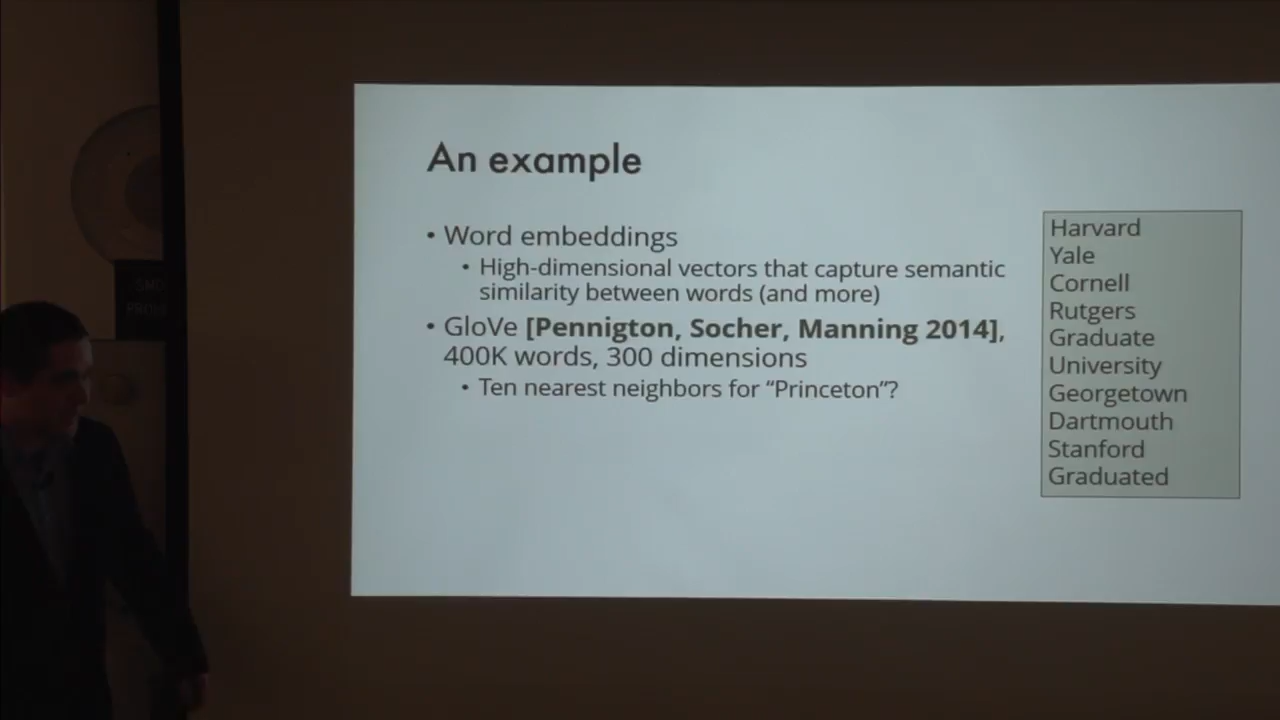 An example
• Word embeddings
• High-dimensional vectors that capture semantic
similarity between words (and more)
• GloVe [Pennigton, Socher, Manning 2014],
400K words, 300 dimensions
• Ten nearest neighbors for “Princeton”?
Harvard
Yale
Cornell
Rutgers
Graduate
University
Georgetown
Dartmouth
Stanford
Graduated